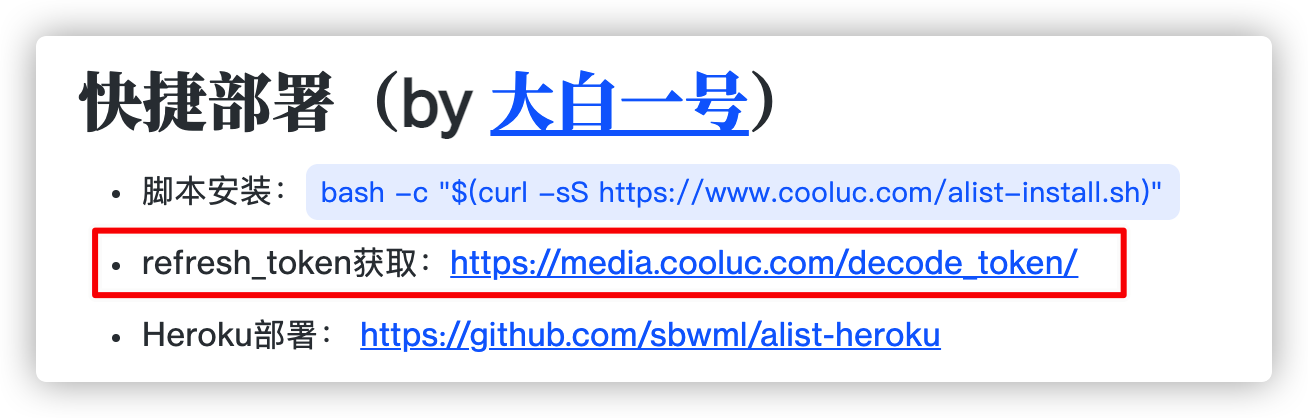 快捷部署（by 大白一号）
• 脚本安装： bash -c "$(curl -sS https://www.cooluc.com/alist-install.sh)"
• refresh_token获取：https://media.cooluc.com/decode_token/
• Heroku部署： https://github.com/sbwml/alist-heroku